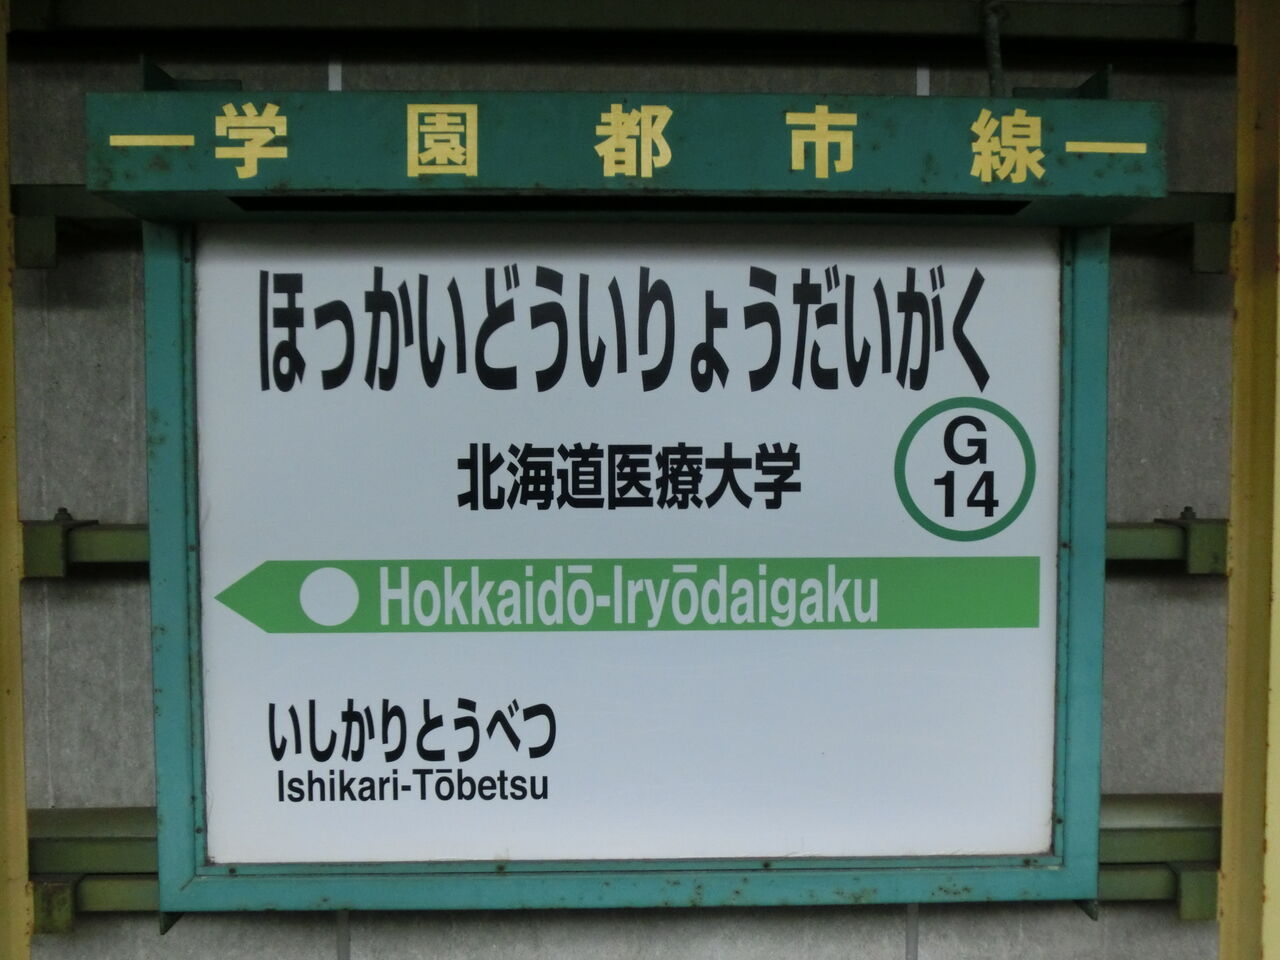 ー学園都市線ー
ほっかいどういりょうだいがく
北海道医療大学
G
14
Hokkaidō-Iryōdaigaku
いしかりとうべつ
Ishikari-Tōbetsu